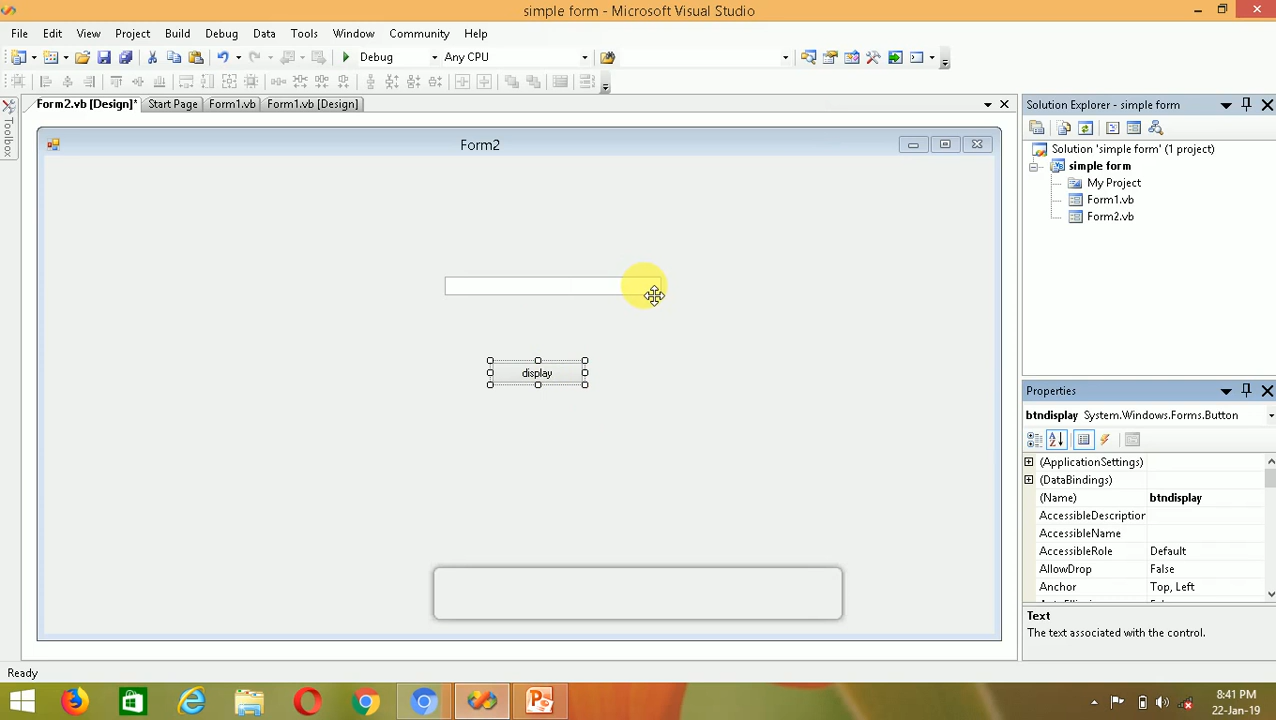 simple form - Microsoft Visual Studio
File Edit View Project Build Debug Data Tools Window Community Help
Debug Any CPU
Form2.vb [Design]* Start Page Form1.vb Form1.vb [Design]
Toolbox
Form2
display
Solution Explorer - simple form
Solution 'simple form' (1 project)
simple form
My Project
Form1.vb
Form2.vb
Properties
btndisplay System.Windows.Forms.Button
(ApplicationSettings)
(DataBindings)
(Name) btndisplay
AccessibleDescription
AccessibleName
AccessibleRole Default
AllowDrop False
Anchor Top, Left
Text
The text associated with the control.
Ready
8:41 PM
22-Jan-19